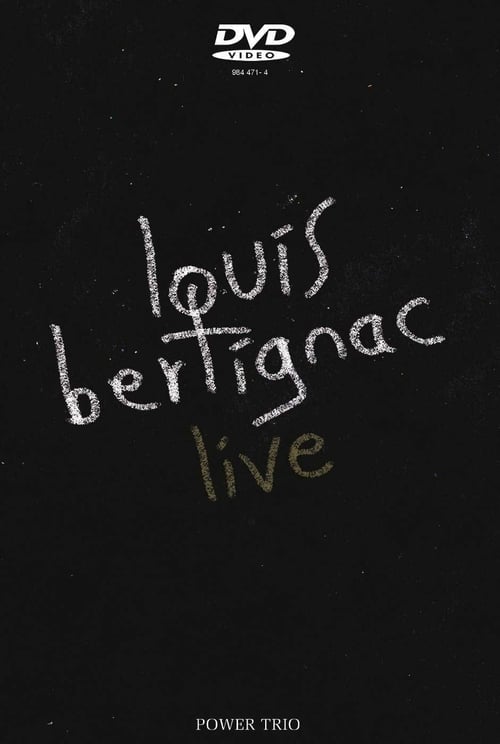 DVD
VIDEO
984 471-4
louis
bertignac
live
POWER TRIO